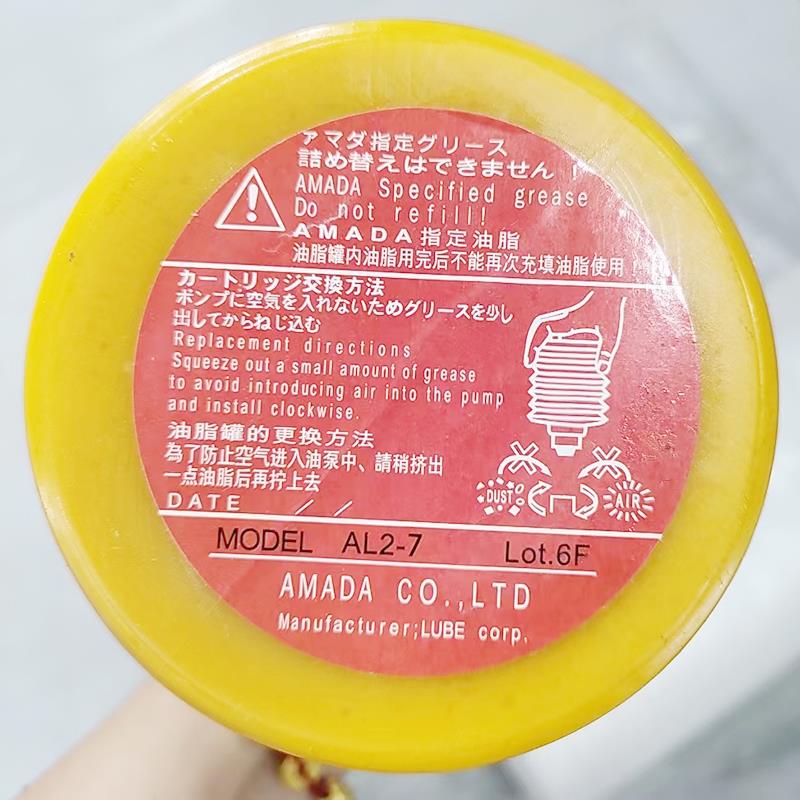 アマダ指定グリース
詰め替えはできません！
AMADA Specified grease
Do not refill!
AMADA指定油脂
油脂罐内油脂用完后不能再次充填油脂使用！
カートリッジ交換方法
ポンプに空気を入れないためグリースを少し
出してからねじ込む
Replacement directions
Squeeze out a small amount of grease
to avoid introducing air into the pump
and install clockwise.
油脂罐的更换方法
為了防止空气进入油泵中、請稍挤出
一点油脂后再拧上去
DUST
AIR
DATE / /
MODEL AL2-7 Lot.6F
AMADA CO.,LTD
Manufacturer;LUBE corp.